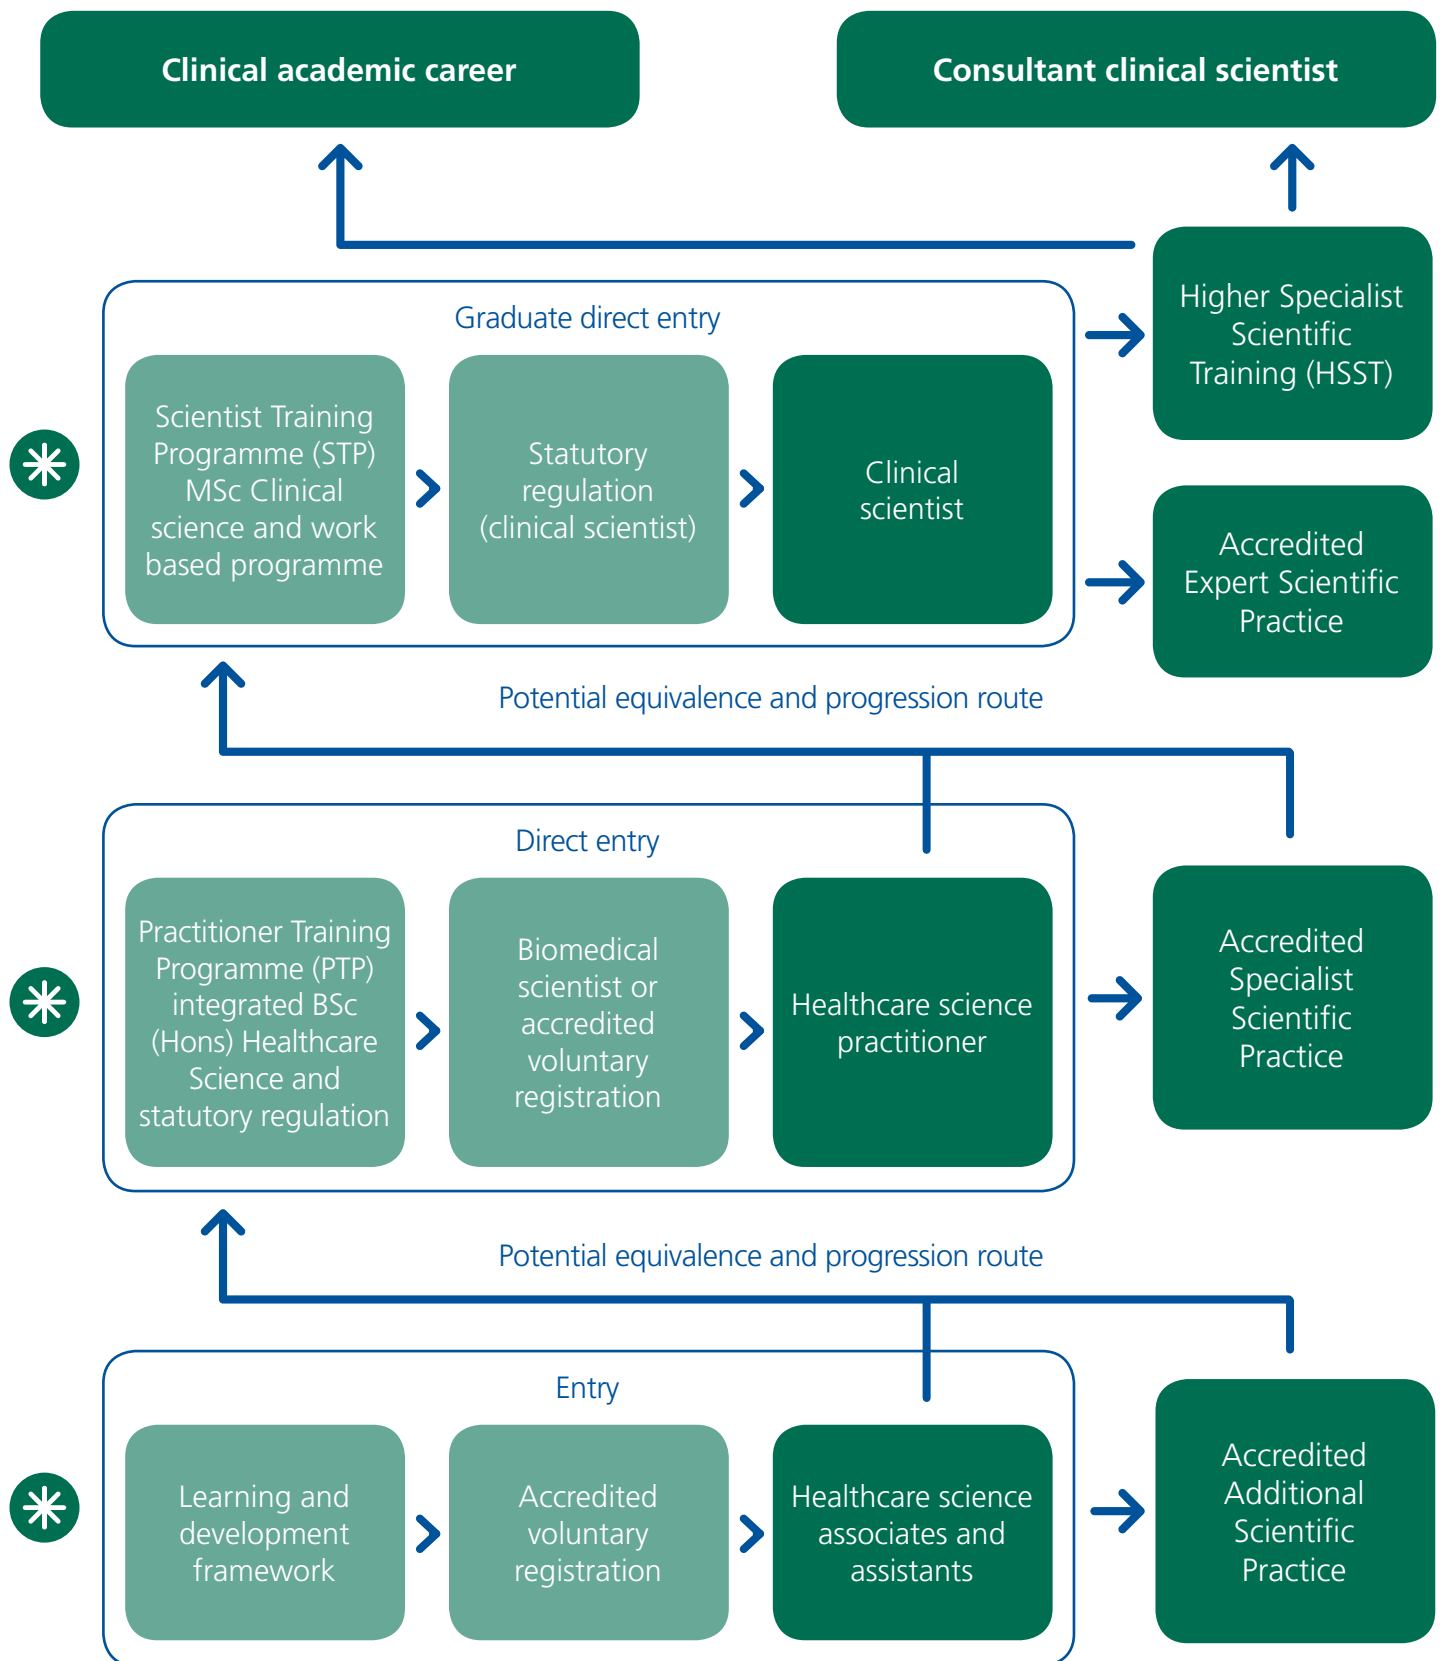 Clinical academic career
Consultant clinical scientist
Graduate direct entry
Scientist Training
Programme (STP)
MSc Clinical
science and work
based programme
Statutory
regulation
(clinical scientist)
Clinical
scientist
Higher Specialist
Scientific
Training (HSST)
Accredited
Expert Scientific
Practice
Potential equivalence and progression route
Direct entry
Practitioner Training
Programme (PTP)
integrated BSc
(Hons) Healthcare
Science and
statutory regulation
Biomedical
scientist or
accredited
voluntary
registration
Healthcare science
practitioner
Accredited
Specialist
Scientific
Practice
Potential equivalence and progression route
Entry
Learning and
development
framework
Accredited
voluntary
registration
Healthcare science
associates and
assistants
Accredited
Additional
Scientific
Practice